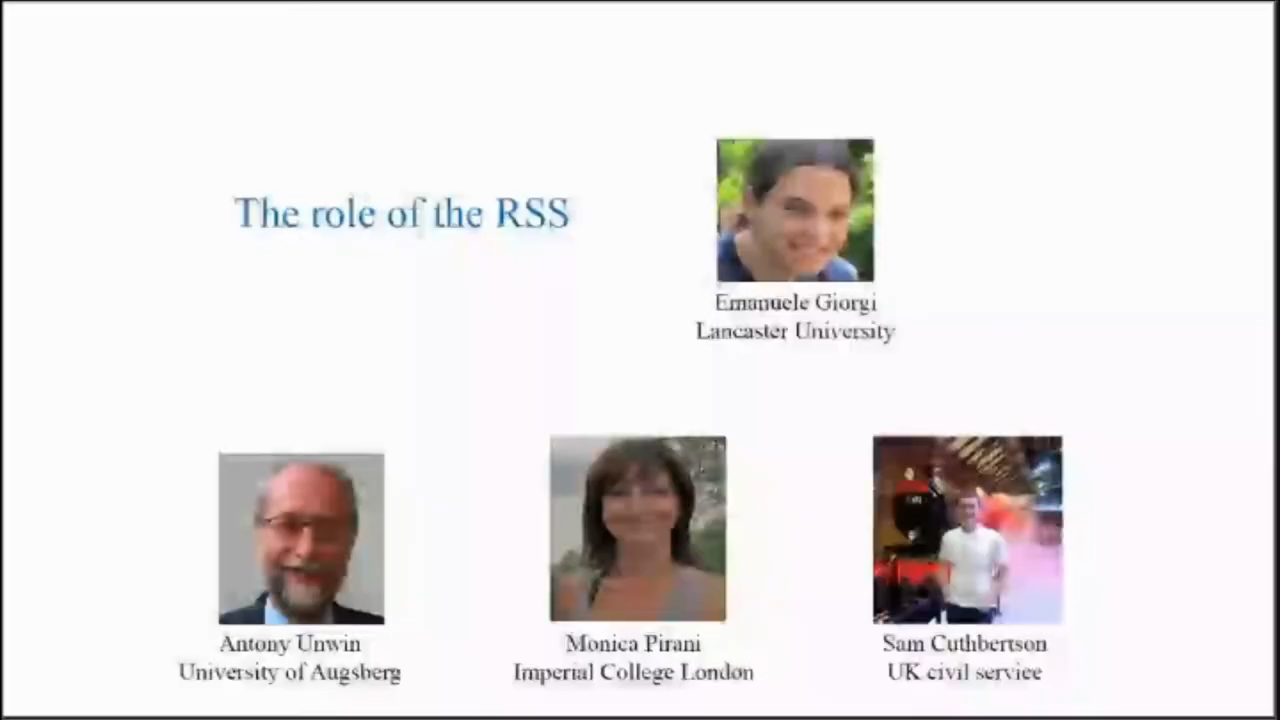 The role of the RSS
Emanuele Giorgi
Lancaster University
Antony Unwin
University of Augsberg
Monica Pirani
Imperial College London
Sam Cuthbertson
UK civil service